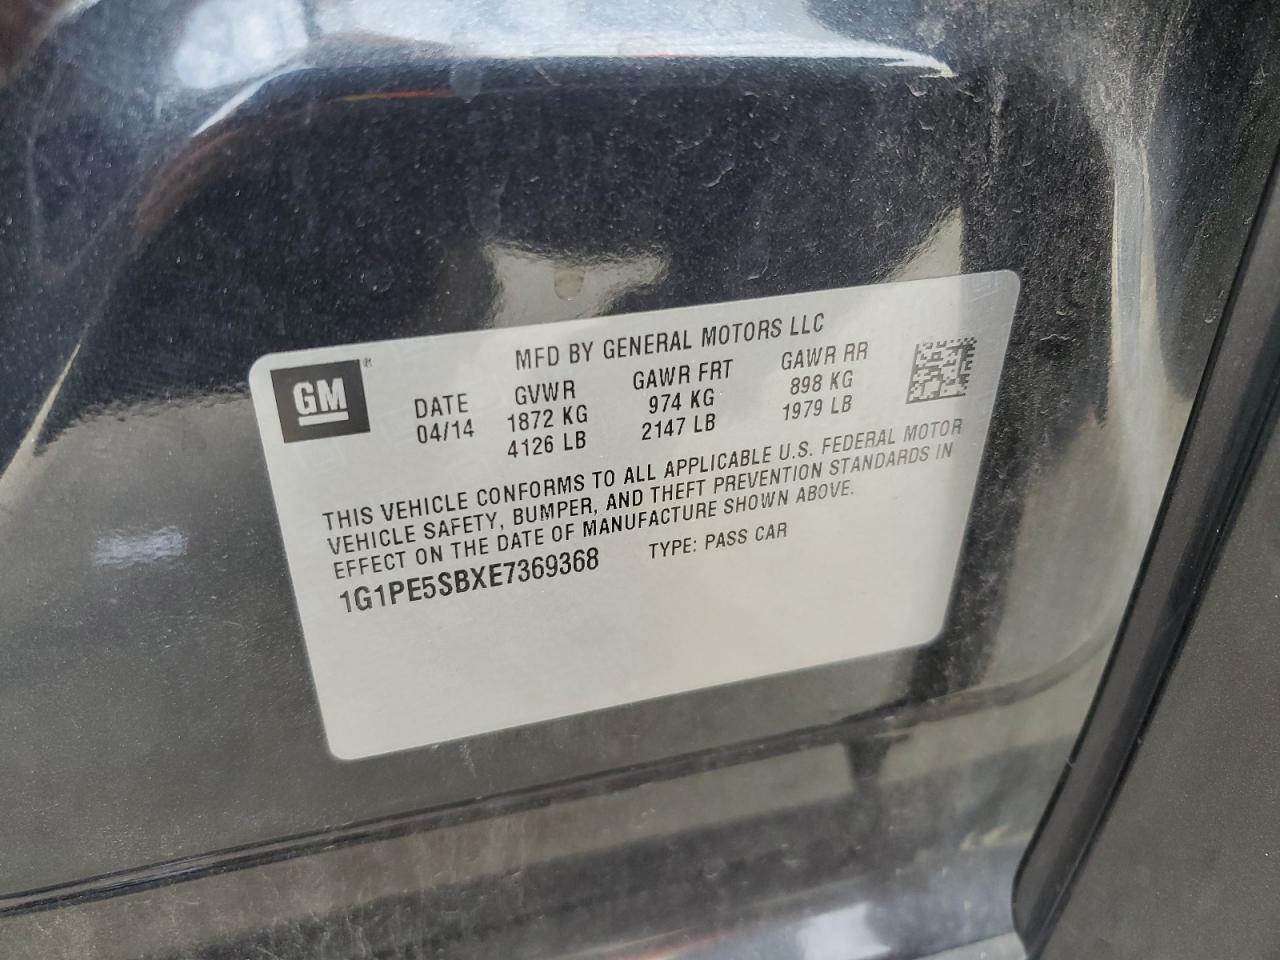 GM ®
MFD BY GENERAL MOTORS LLC
DATE GVWR GAWR FRT GAWR RR
04/14 1872 KG 974 KG 898 KG
4126 LB 2147 LB 1979 LB
THIS VEHICLE CONFORMS TO ALL APPLICABLE U.S. FEDERAL MOTOR
VEHICLE SAFETY, BUMPER, AND THEFT PREVENTION STANDARDS IN
EFFECT ON THE DATE OF MANUFACTURE SHOWN ABOVE.
1G1PE5SBXE7369368 TYPE: PASS CAR